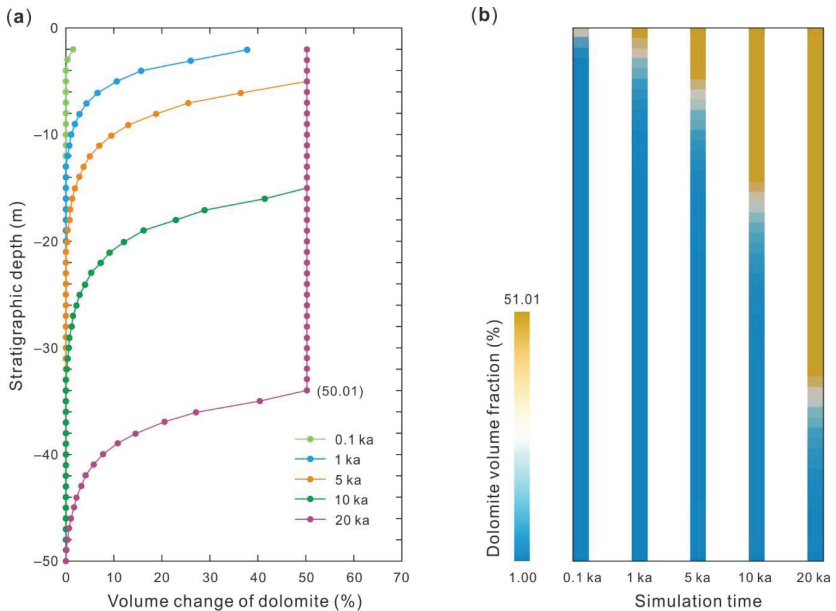 (a)
0
−10
−20
−30
−40
−50
Stratigraphic depth (m)
(50.01)
0.1 ka
1 ka
5 ka
10 ka
20 ka
0 10 20 30 40 50 60 70
Volume change of dolomite (%)
(b)
51.01
Dolomite volume fraction (%)
1.00
0.1 ka 1 ka 5 ka 10 ka 20 ka
Simulation time